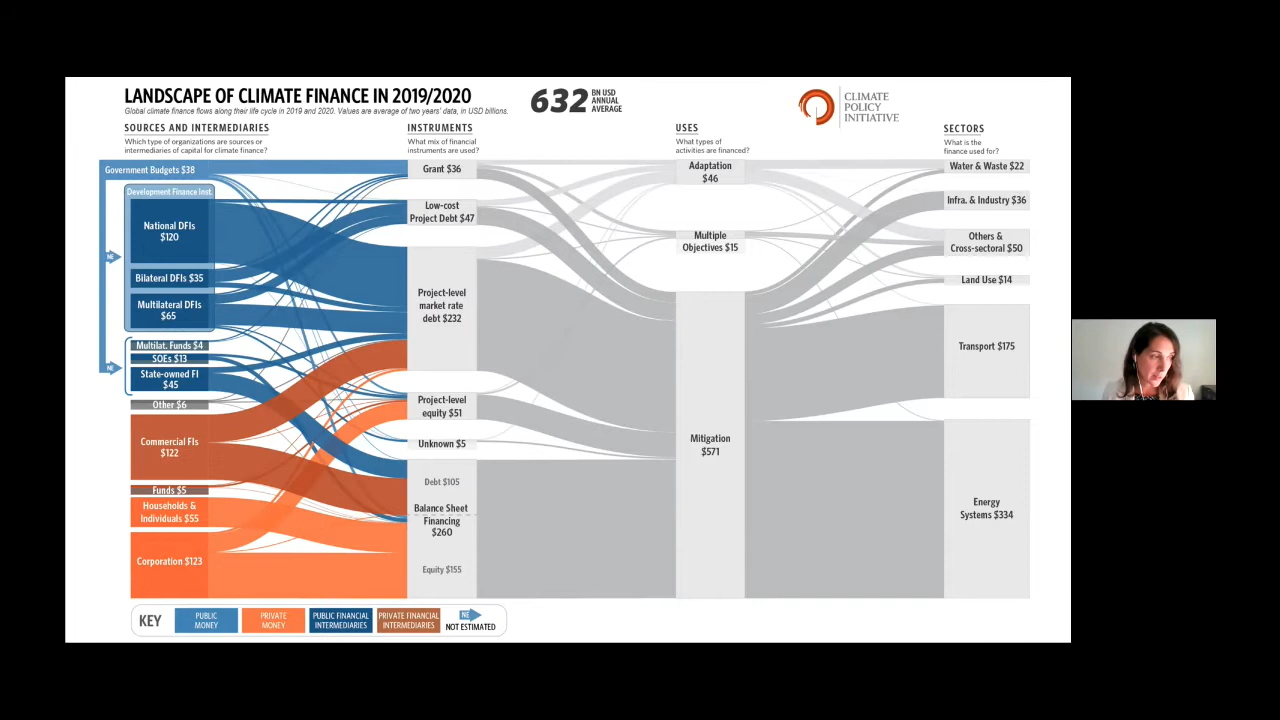 LANDSCAPE OF CLIMATE FINANCE IN 2019/2020
Global climate finance flows along their life cycle in 2019 and 2020. Values are average of two years' data, in USD billions.
632 BN USD
ANNUAL
AVERAGE
CLIMATE
POLICY
INITIATIVE
SOURCES AND INTERMEDIARIES
Which type of organizations are sources or
intermediaries of capital for climate finance?
INSTRUMENTS
What mix of financial
instruments are used?
USES
What types of
activities are financed?
SECTORS
What is the
finance used for?
Government Budgets $38
Development Finance Inst.
National DFIs
$120
NE
Bilateral DFIs $35
Multilateral DFIs
$65
Multilat. Funds $4
SOEs $13
NE
State-owned FI
$45
Other $6
Commercial FIs
$122
Funds $5
Households &
Individuals $55
Corporation $123
Grant $36
Low-cost
Project Debt $47
Project-level
market rate
debt $232
Project-level
equity $51
Unknown $5
Debt $105
Balance Sheet
Financing
$260
Equity $155
Adaptation
$46
Multiple
Objectives $15
Mitigation
$571
Water & Waste $22
Infra. & Industry $36
Others &
Cross-sectoral $50
Land Use $14
Transport $175
Energy
Systems $334
KEY
PUBLIC
MONEY
PRIVATE
MONEY
PUBLIC FINANCIAL
INTERMEDIARIES
PRIVATE FINANCIAL
INTERMEDIARIES
NE
NOT ESTIMATED